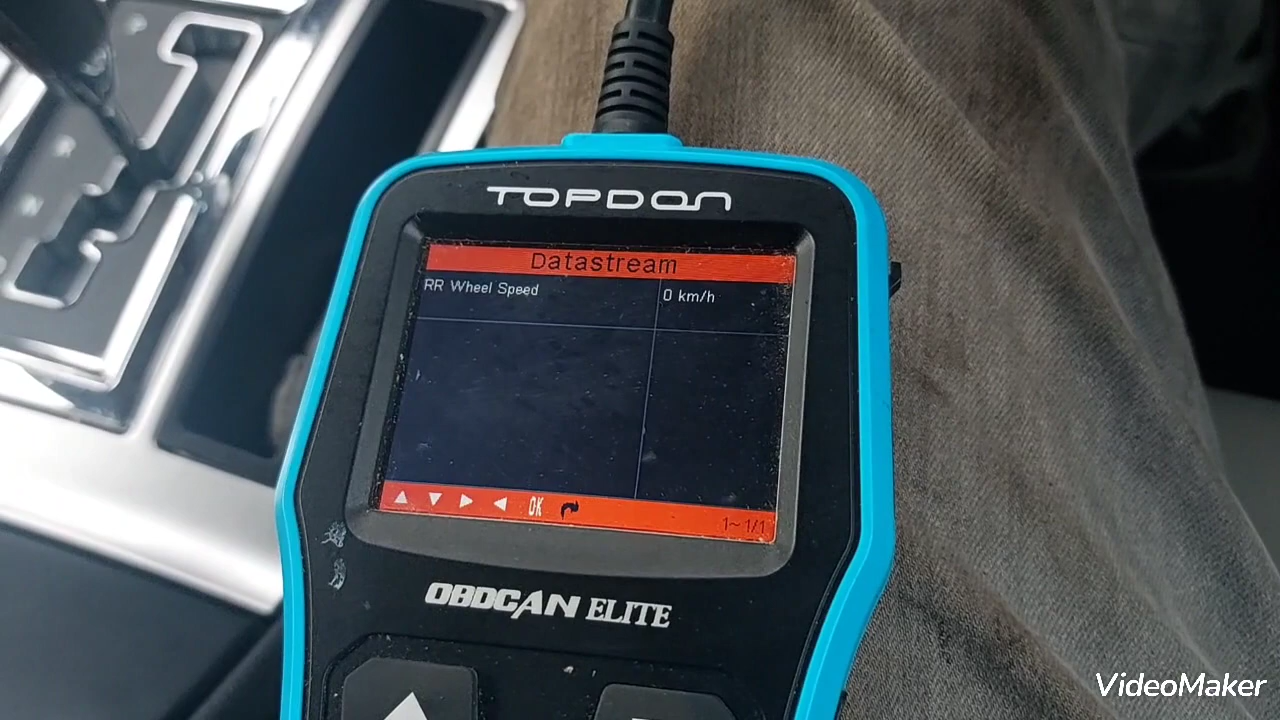 TOPDON
Datastream
RR Wheel Speed 0 km/h
OK 1~1/1
OBDCAN ELITE
VideoMaker